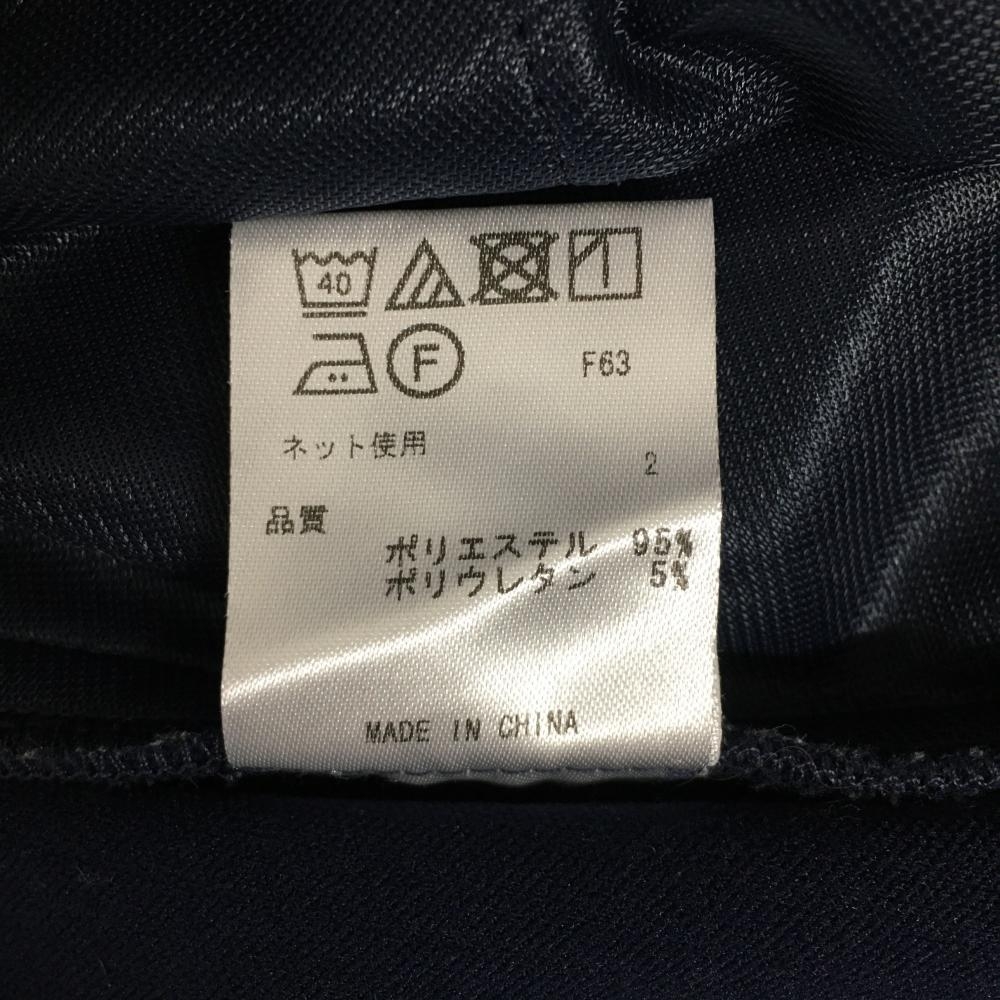 40
F F63
ネット使用
2
品質
ポリエステル 95%
ポリウレタン 5%
MADE IN CHINA